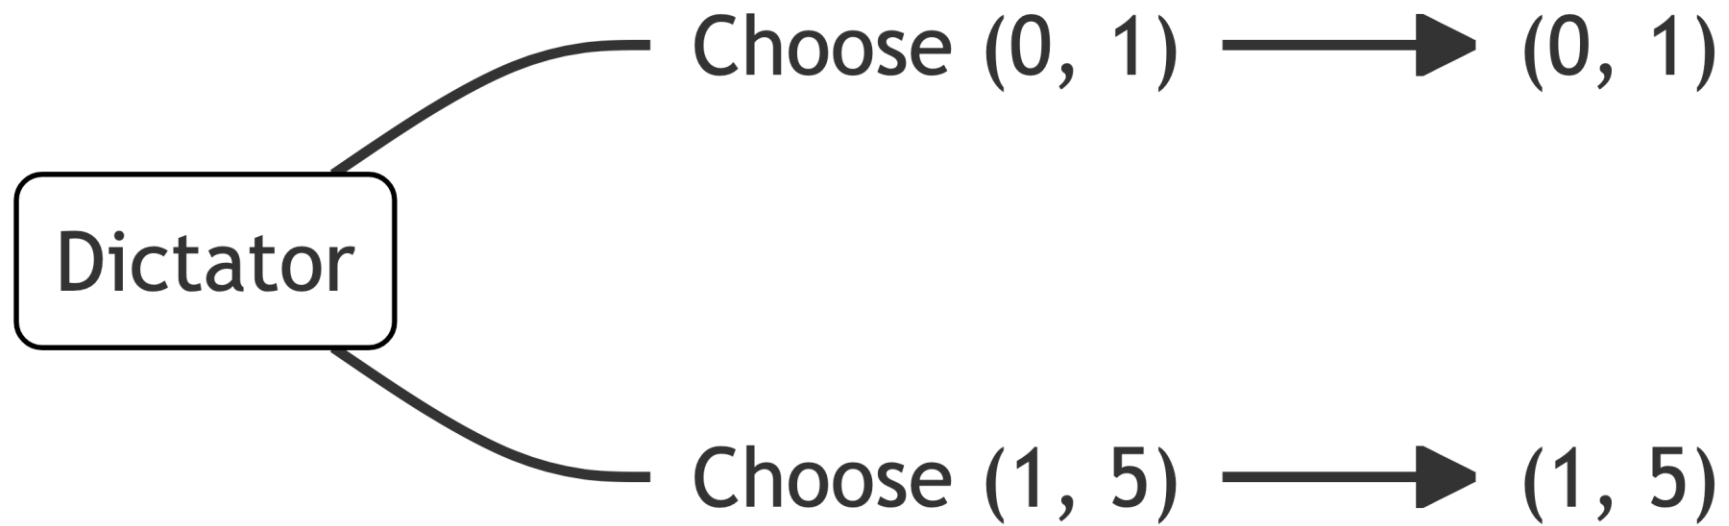 Choose (0, 1) (0, 1)
Dictator
Choose (1, 5) (1, 5)